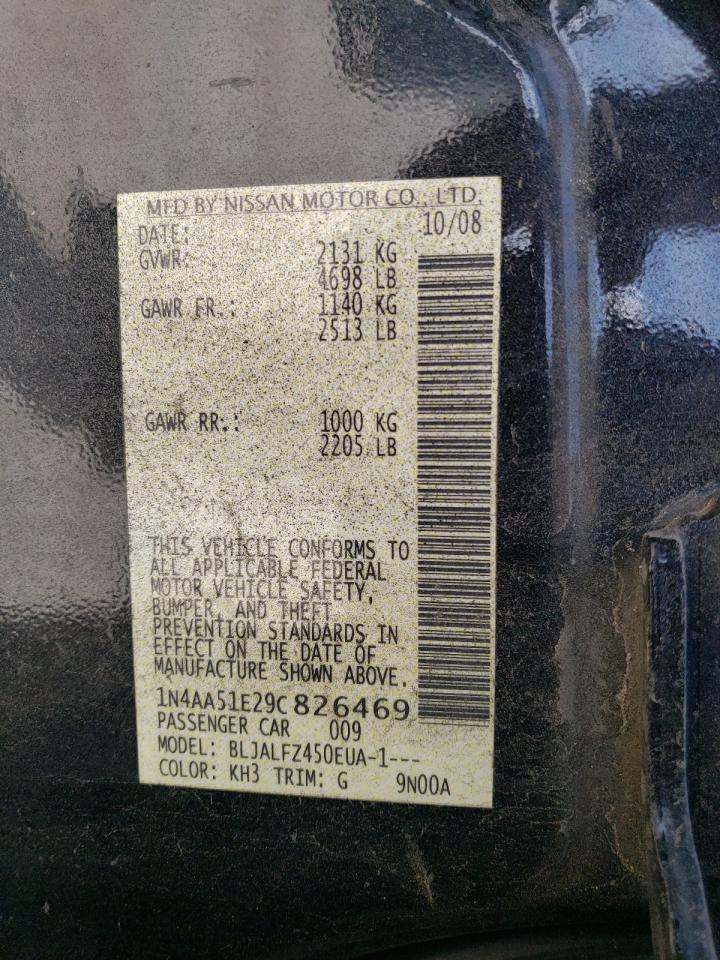 MFD BY NISSAN MOTOR CO., LTD.
DATE: 10/08
GVWR: 2131 KG
4698 LB
GAWR FR.: 1140 KG
2513 LB
GAWR RR.: 1000 KG
2205 LB
THIS VEHICLE CONFORMS TO
ALL APPLICABLE FEDERAL
MOTOR VEHICLE SAFETY,
BUMPER, AND THEFT
PREVENTION STANDARDS IN
EFFECT ON THE DATE OF
MANUFACTURE SHOWN ABOVE.
1N4AA51E29C826469
PASSENGER CAR 009
MODEL: BLJALFZ450EUA-1---
COLOR: KH3 TRIM: G 9N00A